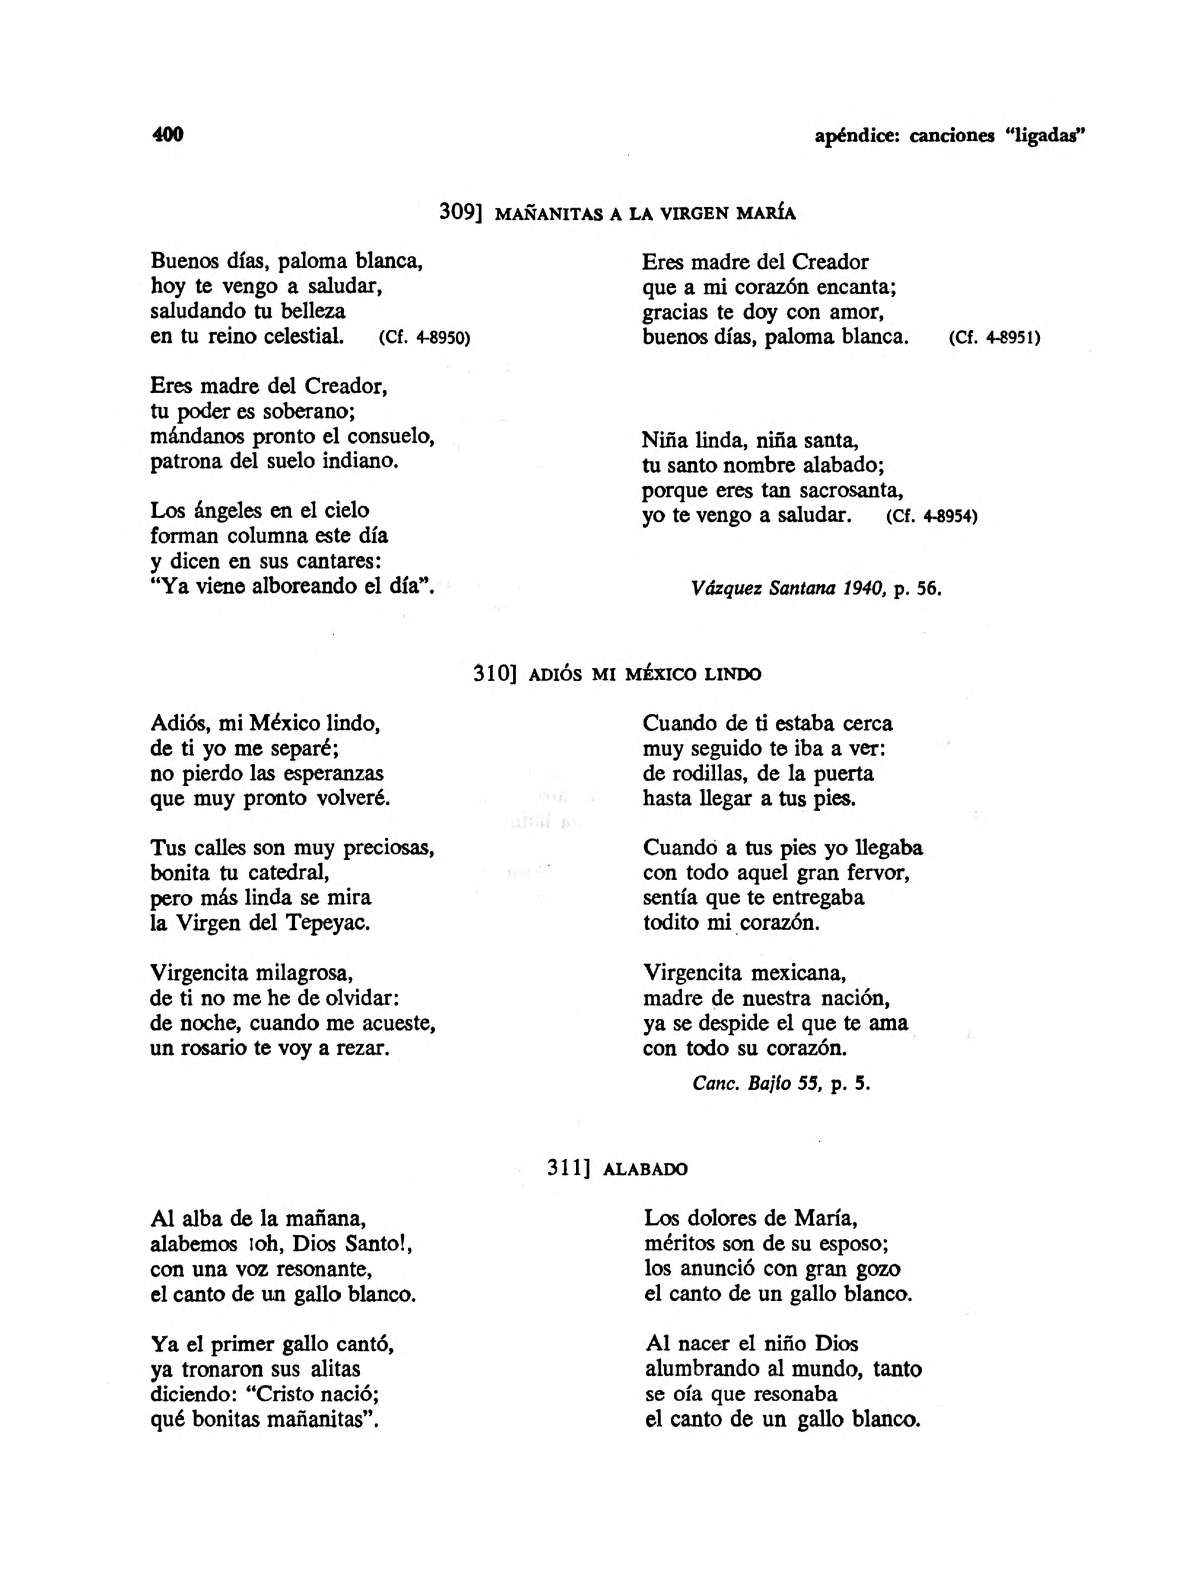 400
apéndice: canciones "ligadas"
309] MAÑANITAS A LA VIRGEN MARÍA
Buenos días, paloma blanca,
hoy te vengo a saludar,
saludando tu belleza
en tu reino celestial. (Cf. 4-8950)
Eres madre del Creador,
tu poder es soberano;
mándanos pronto el consuelo,
patrona del suelo indiano.
Los ángeles en el cielo
forman columna este día
y dicen en sus cantares:
"Ya viene alboreando el día".
Eres madre del Creador
que a mi corazón encanta;
gracias te doy con amor,
buenos días, paloma blanca. (Cf. 4-8951)
Niña linda, niña santa,
tu santo nombre alabado;
porque eres tan sacrosanta,
yo te vengo a saludar. (Cf. 4-8954)
Vázquez Santana 1940, p. 56.
310] ADIÓS MI MÉXICO LINDO
Adiós, mi México lindo,
de ti yo me separé;
no pierdo las esperanzas
que muy pronto volveré.
Tus calles son muy preciosas,
bonita tu catedral,
pero más linda se mira
la Virgen del Tepeyac.
Virgencita milagrosa,
de ti no me he de olvidar:
de noche, cuando me acueste,
un rosario te voy a rezar.
Cuando de ti estaba cerca
muy seguido te iba a ver:
de rodillas, de la puerta
hasta llegar a tus pies.
Cuando a tus pies yo llegaba
con todo aquel gran fervor,
sentía que te entregaba
todito mi corazón.
Virgencita mexicana,
madre de nuestra nación,
ya se despide el que te ama
con todo su corazón.
Canc. Bajío 55, p. 5.
311] ALABADO
Al alba de la mañana,
alabemos ¡oh, Dios Santo!,
con una voz resonante,
el canto de un gallo blanco.
Ya el primer gallo cantó,
ya tronaron sus alitas
diciendo: "Cristo nació;
qué bonitas mañanitas".
Los dolores de María,
méritos son de su esposo;
los anunció con gran gozo
el canto de un gallo blanco.
Al nacer el niño Dios
alumbrando al mundo, tanto
se oía que resonaba
el canto de un gallo blanco.